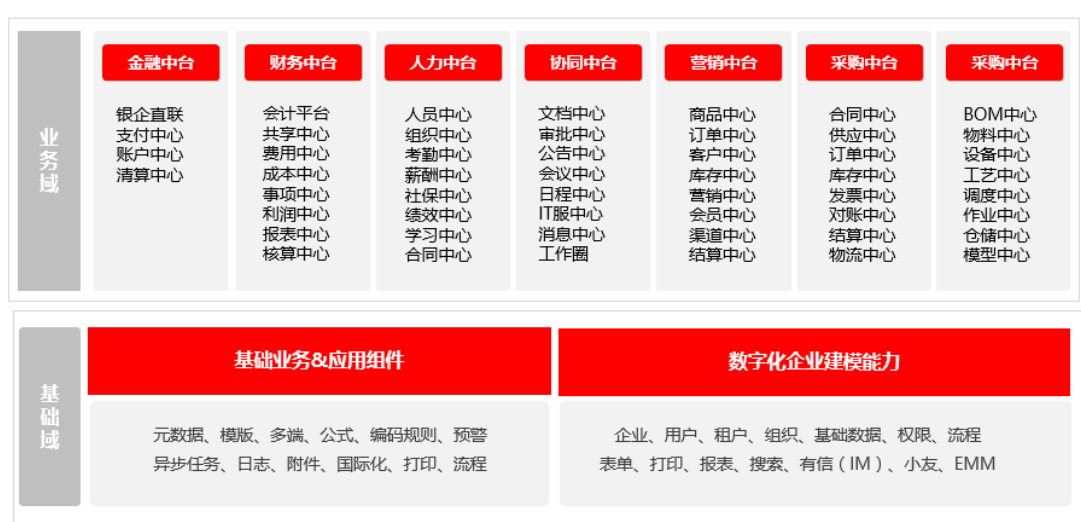 业务域
金融中台
银企直联
支付中心
账户中心
清算中心
财务中台
会计平台
共享中心
费用中心
成本中心
事项中心
利润中心
报表中心
核算中心
人力中台
人员中心
组织中心
考勤中心
薪酬中心
社保中心
绩效中心
学习中心
合同中心
协同中台
文档中心
审批中心
公告中心
会议中心
日程中心
IT服中心
消息中心
工作圈
营销中台
商品中心
订单中心
客户中心
库存中心
营销中心
会员中心
渠道中心
结算中心
采购中台
合同中心
供应中心
订单中心
库存中心
发票中心
对账中心
结算中心
物流中心
采购中台
BOM中心
物料中心
设备中心
工艺中心
调度中心
作业中心
仓储中心
模型中心
基础域
基础业务&应用组件
元数据、模版、多端、公式、编码规则、预警
异步任务、日志、附件、国际化、打印、流程
数字化企业建模能力
企业、用户、租户、组织、基础数据、权限、流程
表单、打印、报表、搜索、有信（IM）、小友、EMM